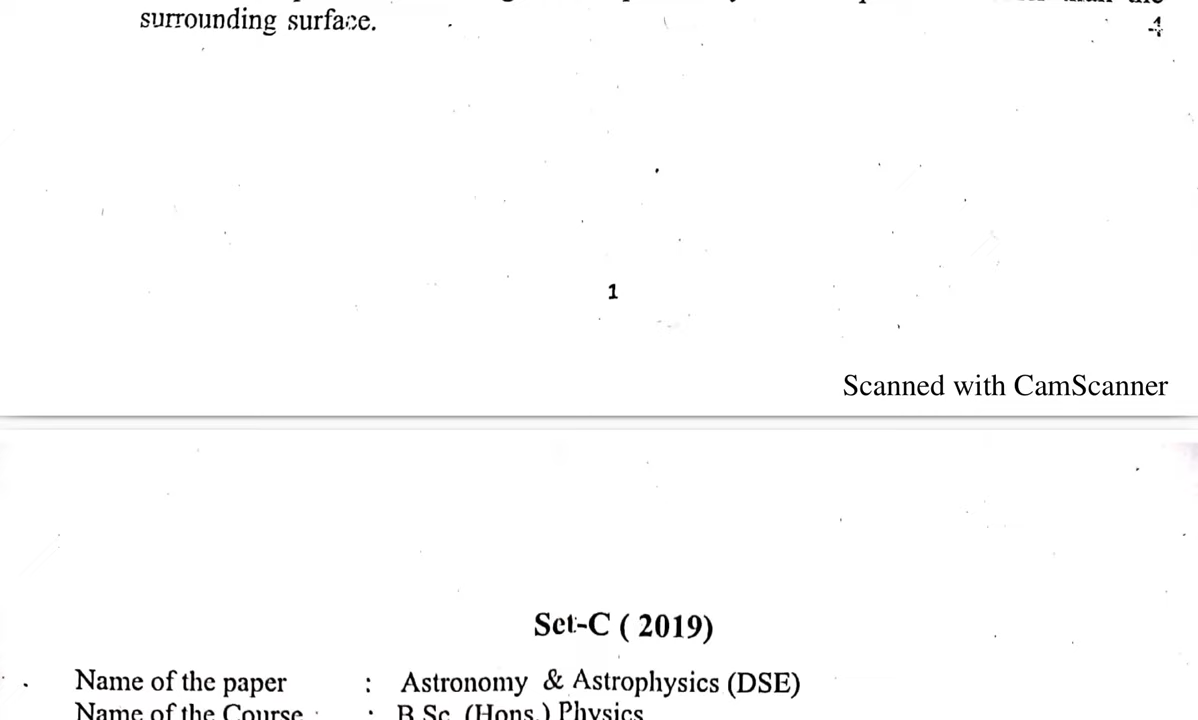 surrounding surface.
4
1
Scanned with CamScanner
Set-C ( 2019)
Name of the paper : Astronomy & Astrophysics (DSE)
Name of the Course : B.Sc. (Hons.) Physics